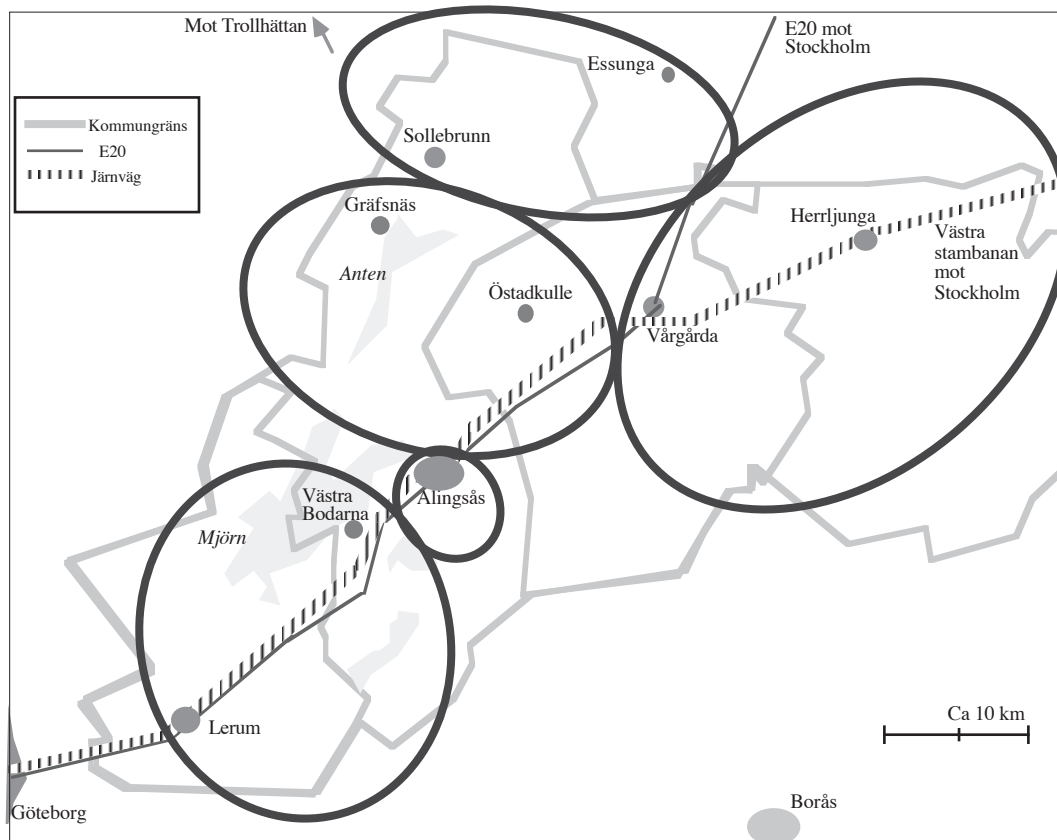 Mot Trollhättan
E20 mot
Stockholm
Essunga
Kommungräns
E20
Järnväg
Sollebrunn
Gräfsnäs
Herrljunga
Anten
Västra
stambanan
mot
Stockholm
Östadkulle
Vårgårda
Västra
Bodarna
Alingsås
Mjörn
Lerum
Ca 10 km
Göteborg
Borås